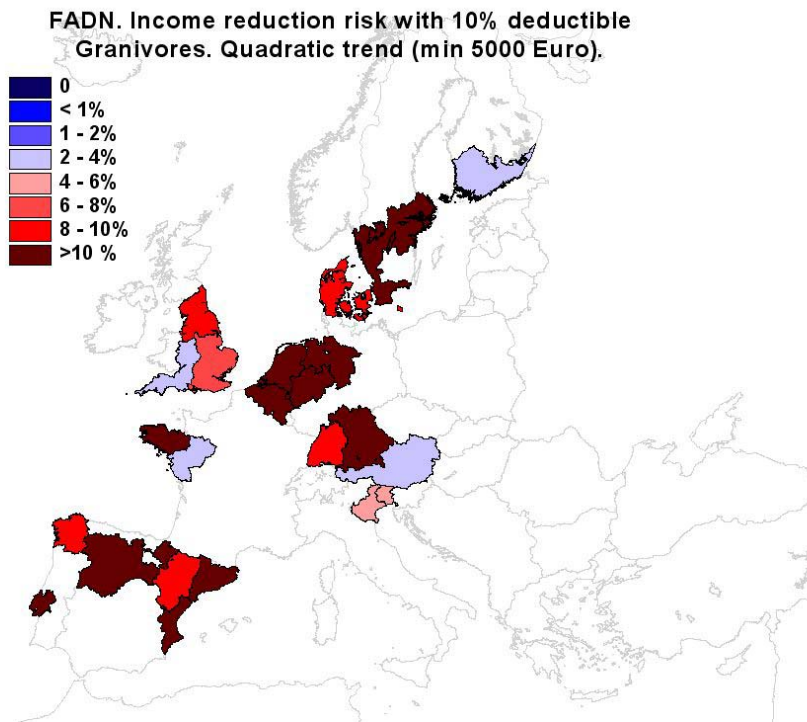 FADN. Income reduction risk with 10% deductible
Granivores. Quadratic trend (min 5000 Euro).
0
< 1%
1 - 2%
2 - 4%
4 - 6%
6 - 8%
8 - 10%
>10 %